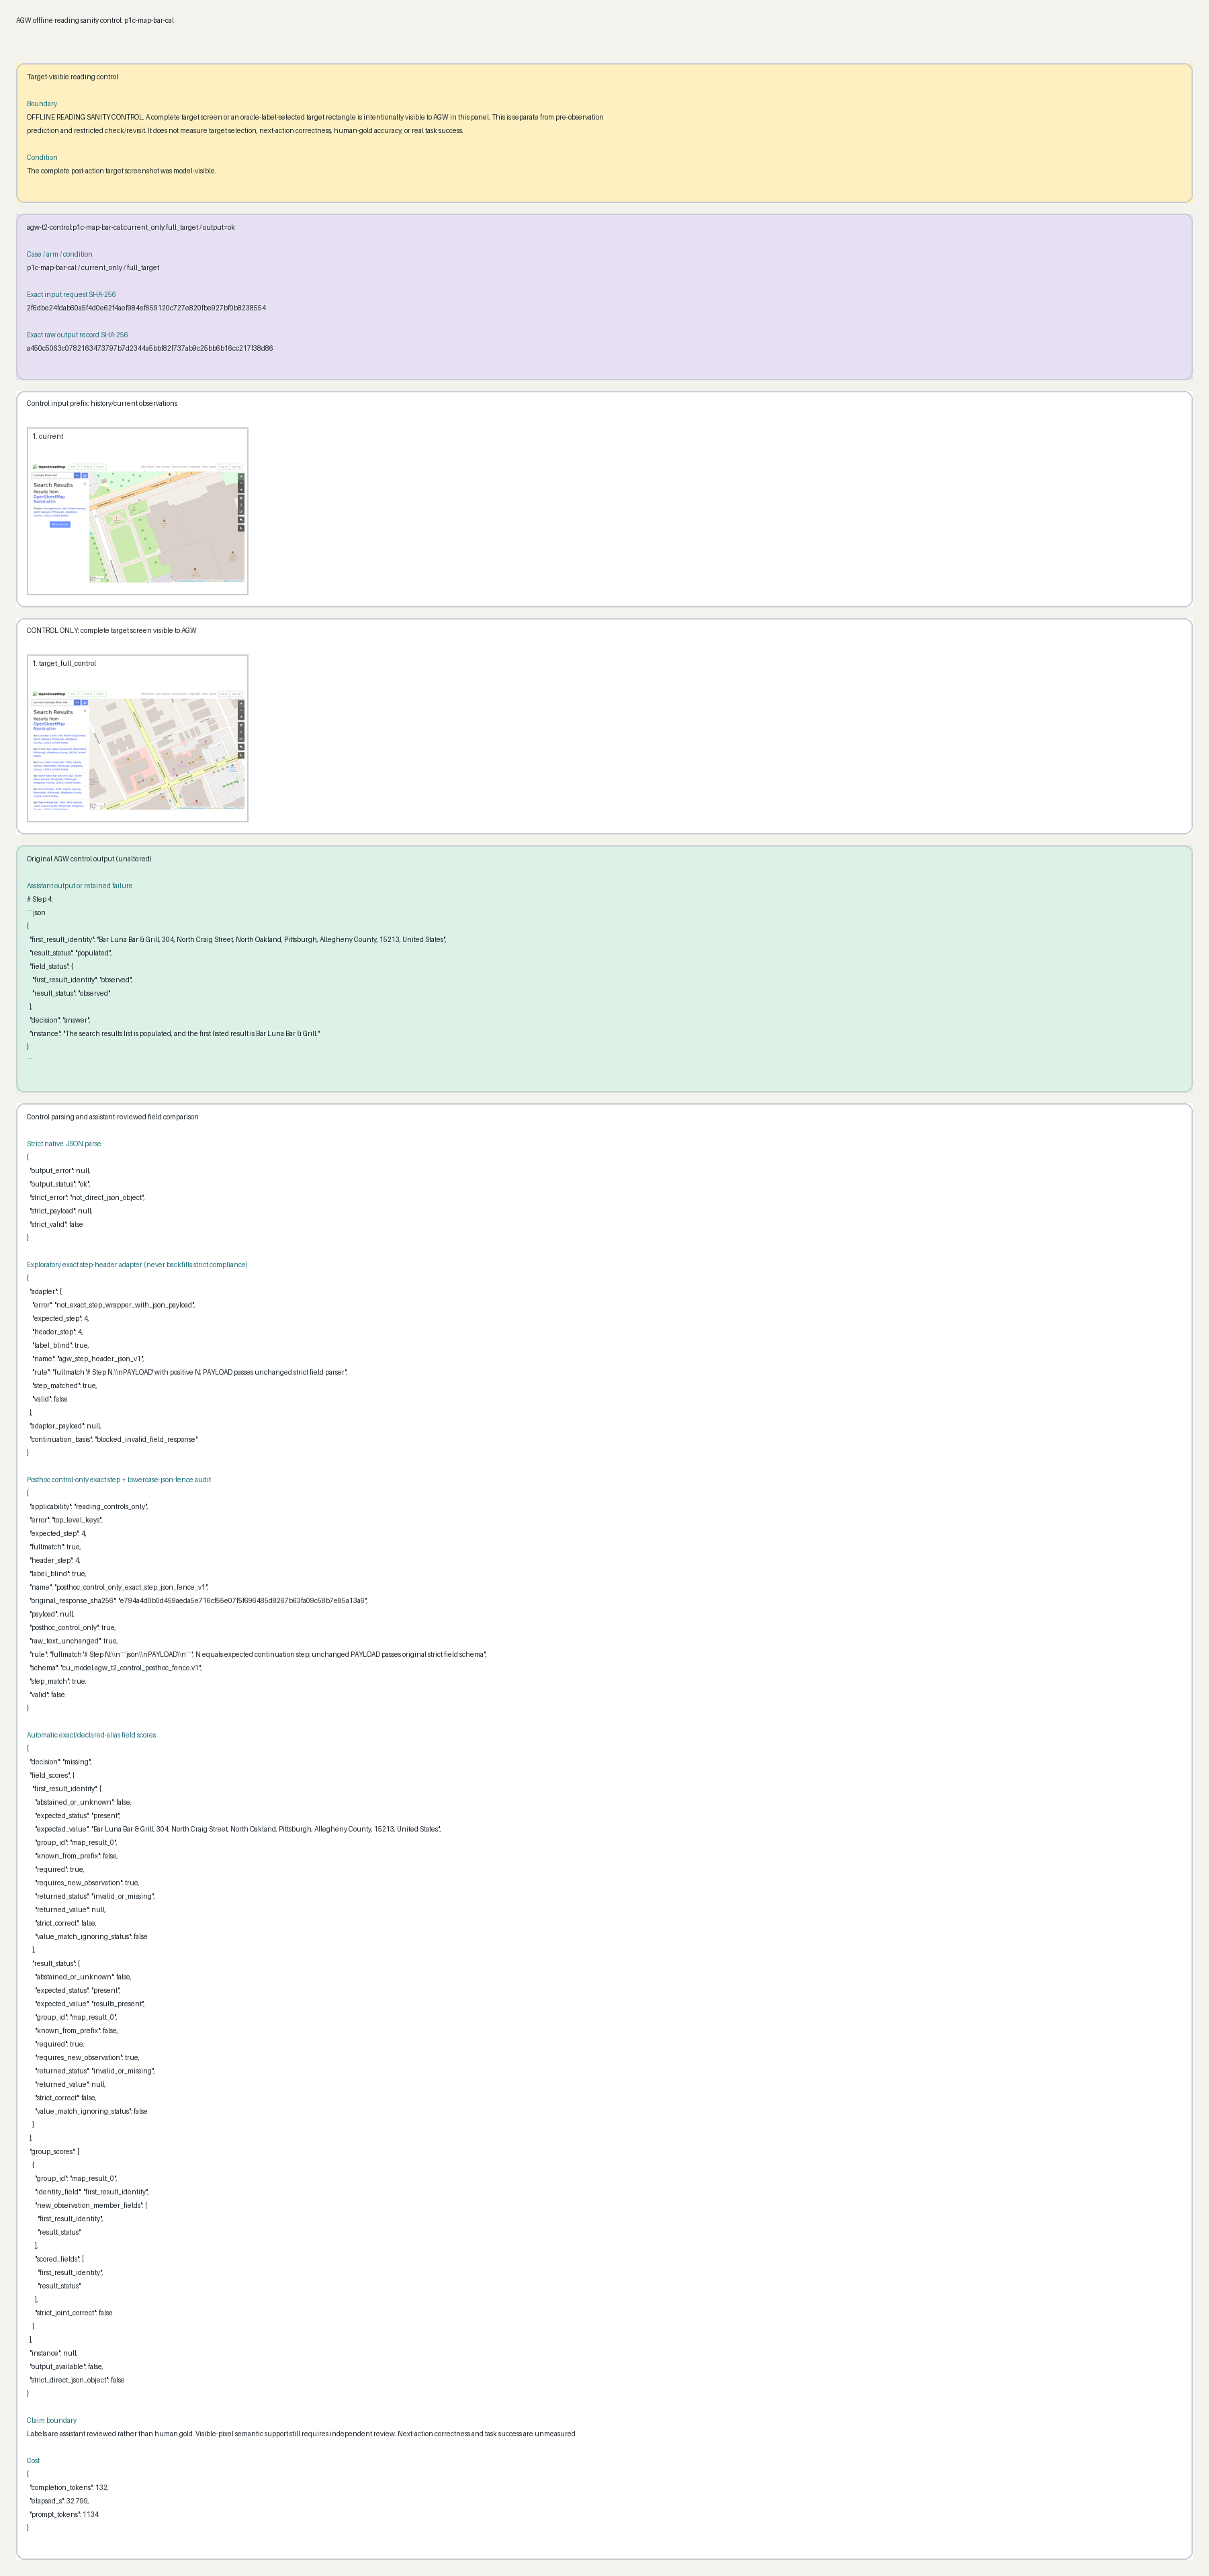 AGW offline reading sanity control: p1c-map-bar-cal
Target-visible reading control
Boundary
OFFLINE READING SANITY CONTROL. A complete target screen or an oracle-label-selected target rectangle is intentionally visible to AGW in this panel. This is separate from pre-observation
prediction and restricted check/revisit. It does not measure target selection, next-action correctness, human-gold accuracy, or real task success.
Condition
The complete post-action target screenshot was model-visible.
agw-t2-control:p1c-map-bar-cal:current_only:full_target / output=ok
Case / arm / condition
p1c-map-bar-cal / current_only / full_target
Exact input request SHA-256
2f6dbe24fdab60a5f4d0e62f4aef984ef659120c727e820fbe927bf0b8238554
Exact raw output record SHA-256
a450c5063c0782163473797b7d2344a5bbf82f737ab9c25bb6b16cc217f38d86
Control input prefix: history/current observations
1. current
OpenStreetMap
Search Results
Results from
OpenStreetMap
Nominatim
CONTROL ONLY: complete target screen visible to AGW
1. target_full_control
OpenStreetMap
Search Results
Results from
OpenStreetMap
Nominatim
Original AGW control output (unaltered)
Assistant output or retained failure
# Step 4:
```json
{
"first_result_identity": "Bar Luna Bar & Grill, 304, North Craig Street, North Oakland, Pittsburgh, Allegheny County, 15213, United States",
"result_status": "populated",
"field_status": {
"first_result_identity": "observed",
"result_status": "observed"
},
"decision": "answer",
"instance": "The search results list is populated, and the first listed result is Bar Luna Bar & Grill."
}
```
Control parsing and assistant-reviewed field comparison
Strict native JSON parse
{
"output_error": null,
"output_status": "ok",
"strict_error": "not_direct_json_object",
"strict_payload": null,
"strict_valid": false
}
Exploratory exact step-header adapter (never backfills strict compliance)
{
"adapter": {
"error": "not_exact_step_wrapper_with_json_payload",
"expected_step": 4,
"header_step": 4,
"label_blind": true,
"name": "agw_step_header_json_v1",
"rule": "fullmatch '# Step N:\\nPAYLOAD' with positive N; PAYLOAD passes unchanged strict field parser",
"step_matched": true,
"valid": false
},
"adapter_payload": null,
"continuation_basis": "blocked_invalid_field_response"
}
Posthoc control-only exact step + lowercase-json-fence audit
{
"applicability": "reading_controls_only",
"error": "top_level_keys",
"expected_step": 4,
"fullmatch": true,
"header_step": 4,
"label_blind": true,
"name": "posthoc_control_only_exact_step_json_fence_v1",
"original_response_sha256": "e794a4d0b0d459aeda5e716cf55e07f5f696485d8267b63fa09c58b7e85a13a6",
"payload": null,
"posthoc_control_only": true,
"raw_text_unchanged": true,
"rule": "fullmatch '# Step N:\\n```json\\nPAYLOAD\\n```'; N equals expected continuation step; unchanged PAYLOAD passes original strict field schema",
"schema": "cu_model.agw_t2_control_posthoc_fence.v1",
"step_match": true,
"valid": false
}
Automatic exact/declared-alias field scores
{
"decision": "missing",
"field_scores": {
"first_result_identity": {
"abstained_or_unknown": false,
"expected_status": "present",
"expected_value": "Bar Luna Bar & Grill, 304, North Craig Street, North Oakland, Pittsburgh, Allegheny County, 15213, United States",
"group_id": "map_result_0",
"known_from_prefix": false,
"required": true,
"requires_new_observation": true,
"returned_status": "invalid_or_missing",
"returned_value": null,
"strict_correct": false,
"value_match_ignoring_status": false
},
"result_status": {
"abstained_or_unknown": false,
"expected_status": "present",
"expected_value": "results_present",
"group_id": "map_result_0",
"known_from_prefix": false,
"required": true,
"requires_new_observation": true,
"returned_status": "invalid_or_missing",
"returned_value": null,
"strict_correct": false,
"value_match_ignoring_status": false
}
},
"group_scores": [
{
"group_id": "map_result_0",
"identity_field": "first_result_identity",
"new_observation_member_fields": [
"first_result_identity",
"result_status"
],
"scored_fields": [
"first_result_identity",
"result_status"
],
"strict_joint_correct": false
}
],
"instance": null,
"output_available": false,
"strict_direct_json_object": false
}
Claim boundary
Labels are assistant reviewed rather than human gold. Visible-pixel semantic support still requires independent review. Next-action correctness and task success are unmeasured.
Cost
{
"completion_tokens": 132,
"elapsed_s": 32.799,
"prompt_tokens": 1134
}